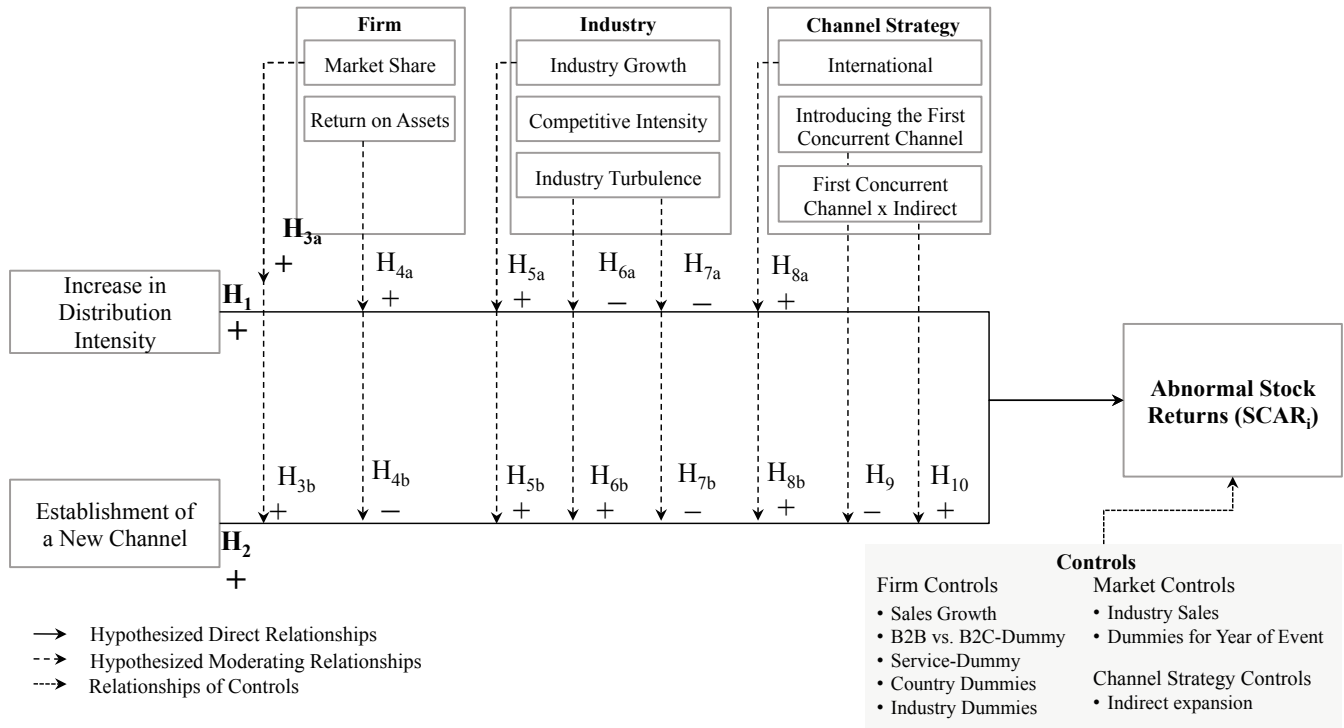 Firm
Market Share
Return on Assets
Industry
Industry Growth
Competitive Intensity
Industry Turbulence
Channel Strategy
International
Introducing the First
Concurrent Channel
First Concurrent
Channel x Indirect
H3a
+
H4a
+
H5a
+
H6a
–
H7a
–
H8a
+
Increase in
Distribution
Intensity
H1
+
Abnormal Stock
Returns (SCARi)
H3b
+
H4b
–
H5b
+
H6b
+
H7b
–
H8b
+
H9
–
H10
+
Establishment of
a New Channel
H2
+
Hypothesized Direct Relationships
Hypothesized Moderating Relationships
Relationships of Controls
Controls
Firm Controls
• Sales Growth
• B2B vs. B2C-Dummy
• Service-Dummy
• Country Dummies
• Industry Dummies
Market Controls
• Industry Sales
• Dummies for Year of Event
Channel Strategy Controls
• Indirect expansion